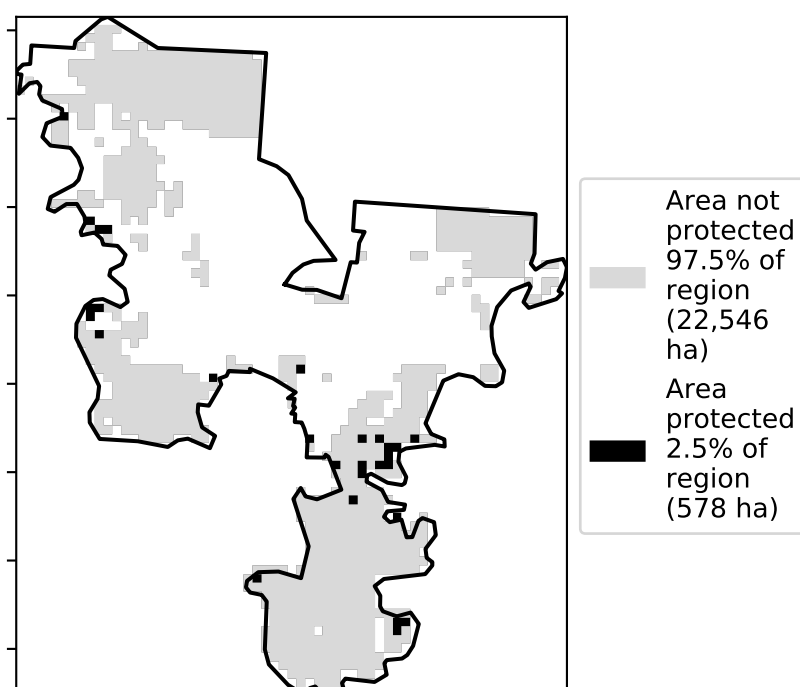 Area not
protected
97.5% of
region
(22,546
ha)
Area
protected
2.5% of
region
(578 ha)